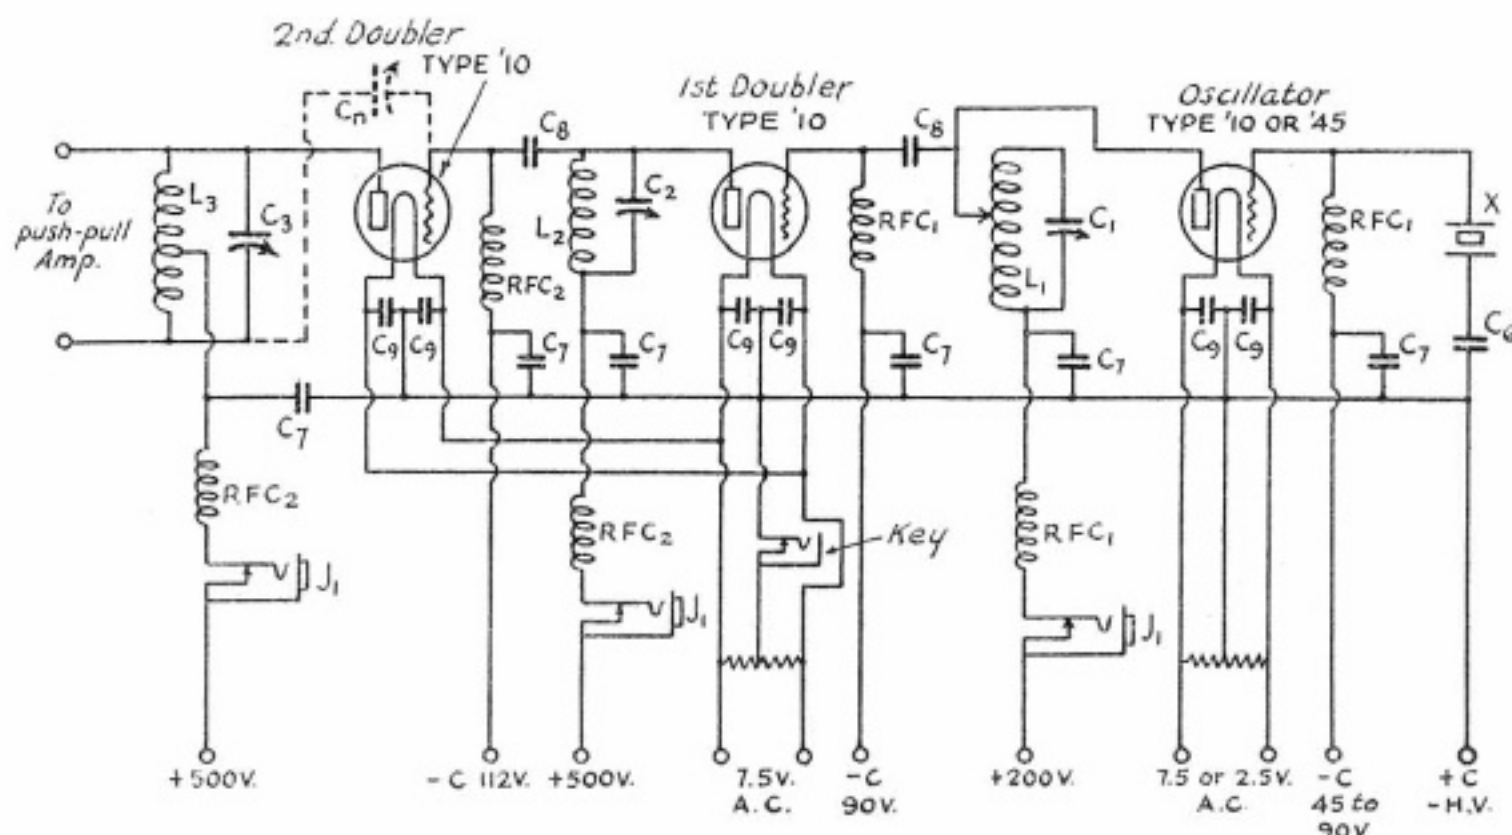 2nd. Doubler
TYPE '10
Cn
1st Doubler
TYPE '10
Oscillator
TYPE '10 OR '45
C8
C8
L3
C3
To
push-pull
Amp.
L2
C2
RFC1
L1
C1
RFC1
X
RFC2
C9 C9
C7
C7
C9 C9
C7
C7
C9 C9
C7
C7
RFC2
RFC2
Key
RFC1
J1
J1
J1
+500V.
-C 112V.
+500V.
7.5V.
A.C.
-C
90V.
+200V.
7.5 or 2.5V.
A.C.
-C
45 to
90V
+C
-H.V.